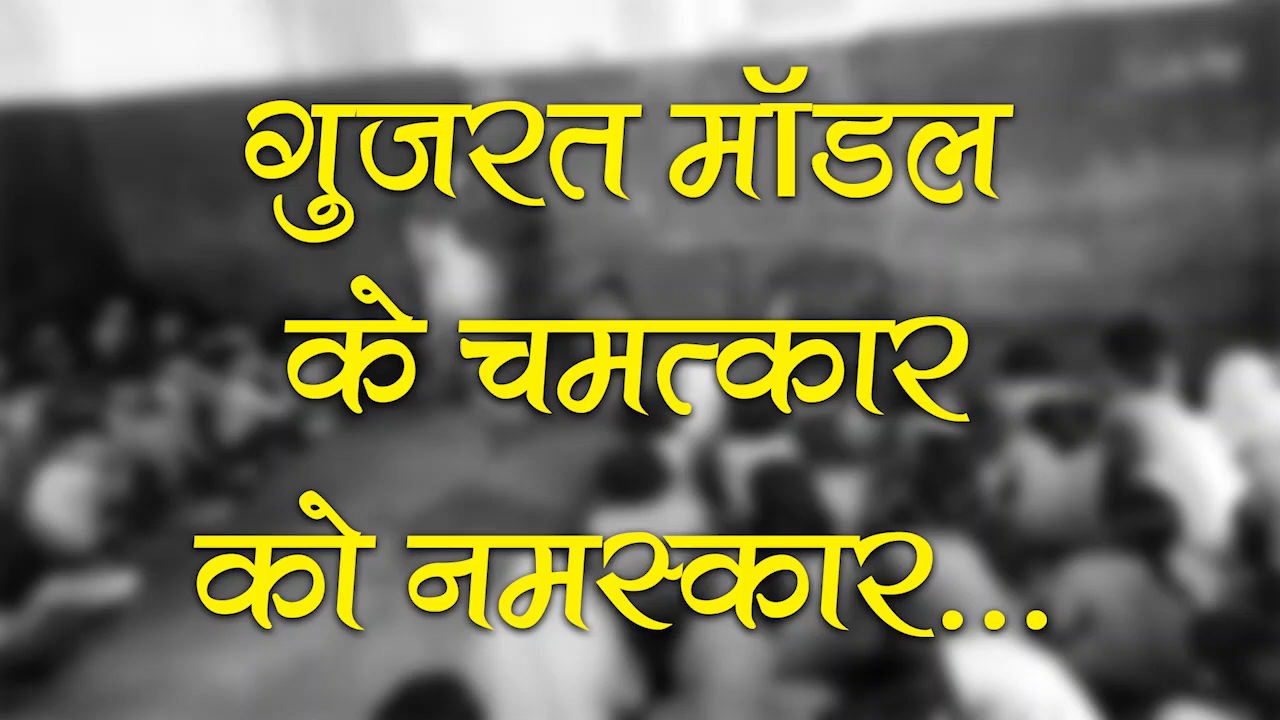 गुजरत मॉडल
के चमत्कार
को नमस्कार...